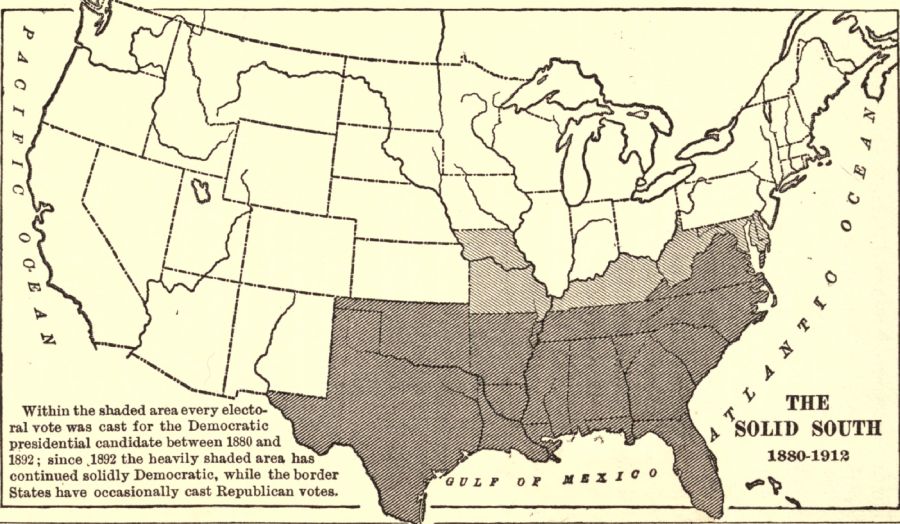 PACIFIC OCEAN
ATLANTIC OCEAN
GULF OF MEXICO
THE
SOLID SOUTH
1880-1912
Within the shaded area every electo-
ral vote was cast for the Democratic
presidential candidate between 1880 and
1892; since 1892 the heavily shaded area has
continued solidly Democratic, while the border
States have occasionally cast Republican votes.